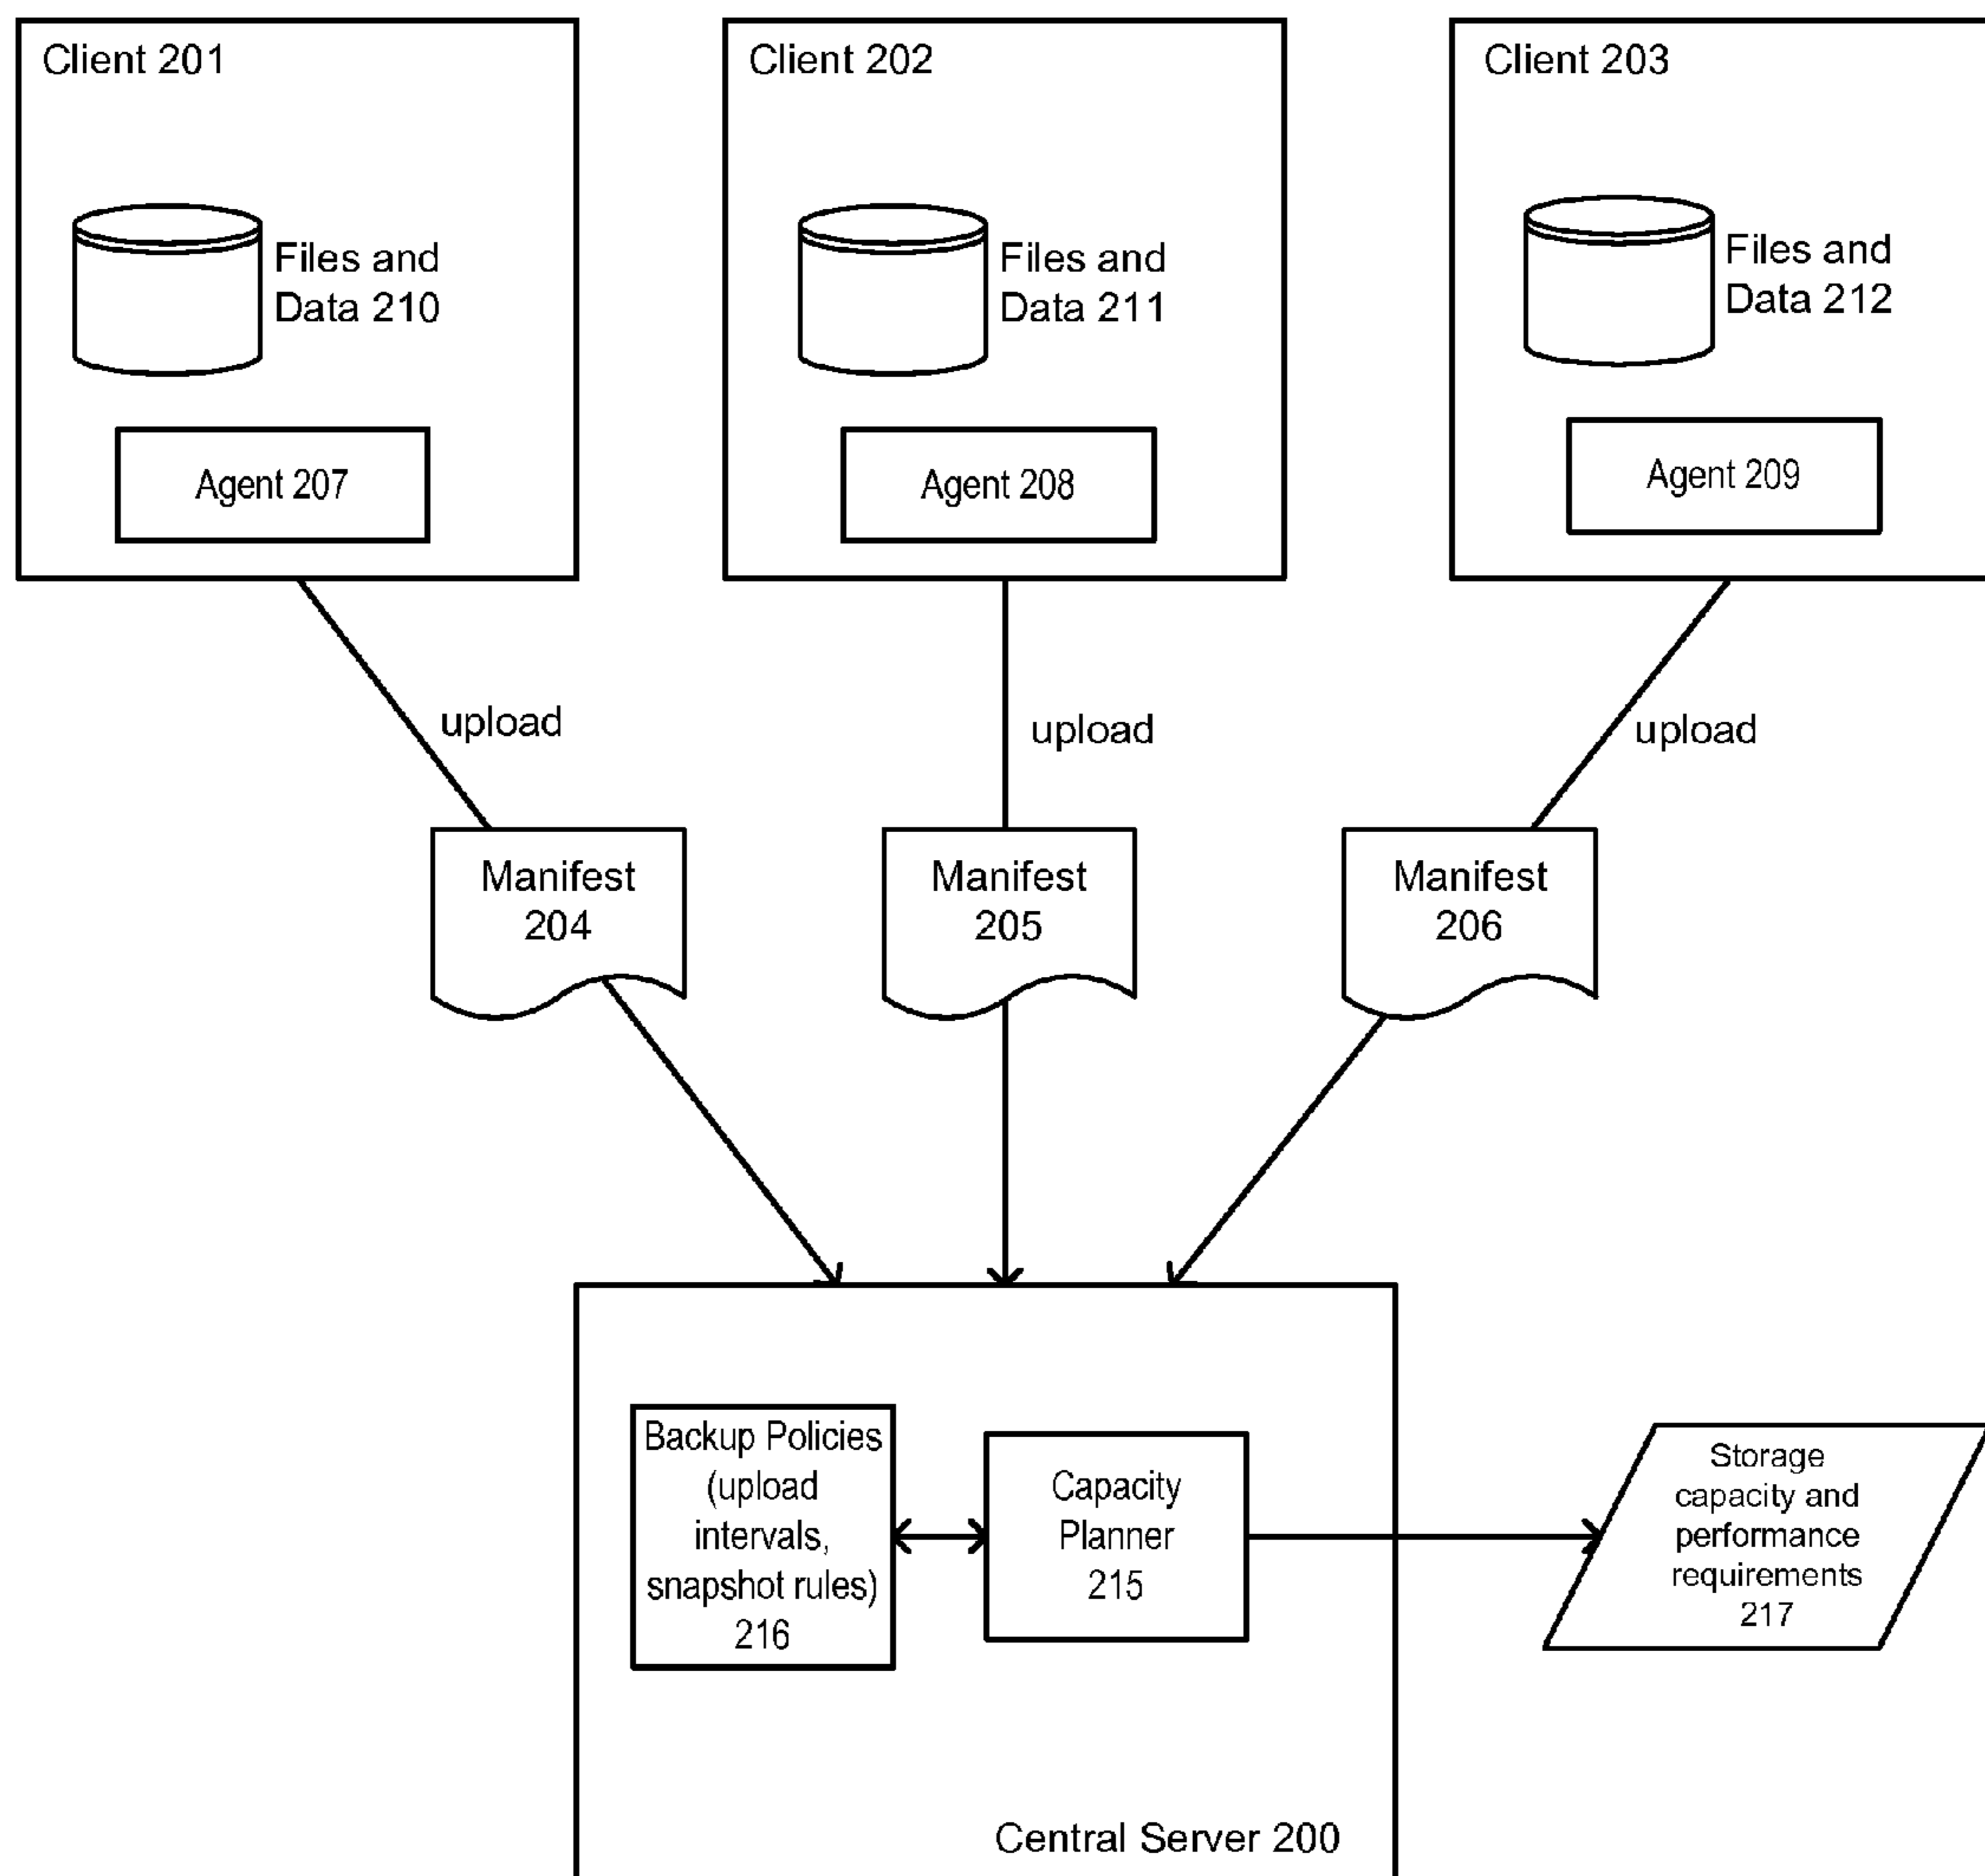 Client 201
Client 202
Client 203
Files and
Data 210
Files and
Data 211
Files and
Data 212
Agent 207
Agent 208
Agent 209
upload
upload
upload
Manifest
204
Manifest
205
Manifest
206
Backup Policies
(upload
intervals,
snapshot rules)
216
Capacity
Planner
215
Storage
capacity and
performance
requirements
217
Central Server 200